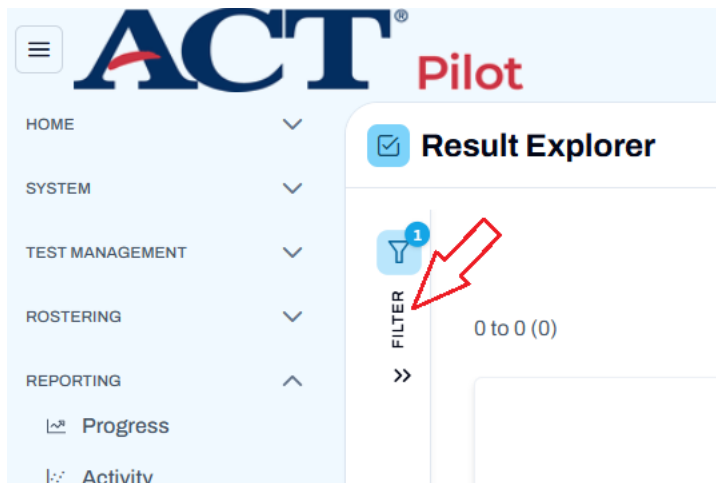 ACT®
Pilot
HOME
SYSTEM
TEST MANAGEMENT
ROSTERING
REPORTING
Progress
Activity
Result Explorer
1
FILTER
0 to 0 (0)